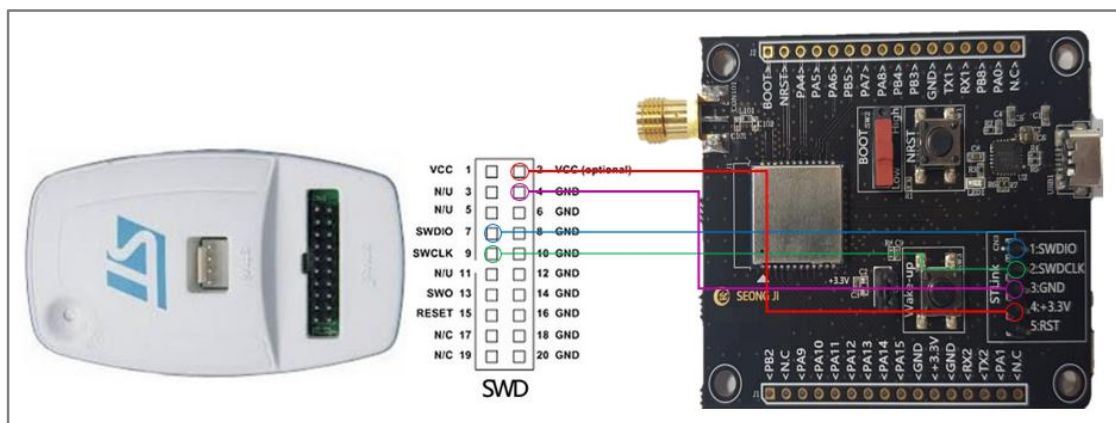 VCC 1 2 VCC (optional)
N/U 3 4 GND
N/U 5 6 GND
SWDIO 7 8 GND
SWCLK 9 10 GND
N/U 11 12 GND
SWO 13 14 GND
RESET 15 16 GND
N/C 17 18 GND
N/C 19 20 GND
SWD
J2
BOOT>
NRST>
PA4>
PA5>
PA6>
PB5>
PA7>
PA8>
PB4>
PB3>
GND>
TX1>
RX1>
PB8>
PA0>
N.C>
BOOT
High
Low
NRST
+3.3V
Wake-up
SEONG JI
STLink
1:SWDIO
2:SWDCLK
3:GND
4:+3.3V
5:RST
J1
<PB2
<N.C
<PA9
<PA10
<PA11
<PA12
<PA13
<PA14
<PA15
<GND
<+3.3V
<GND
<RX2
<TX2
<PA1
<N.C